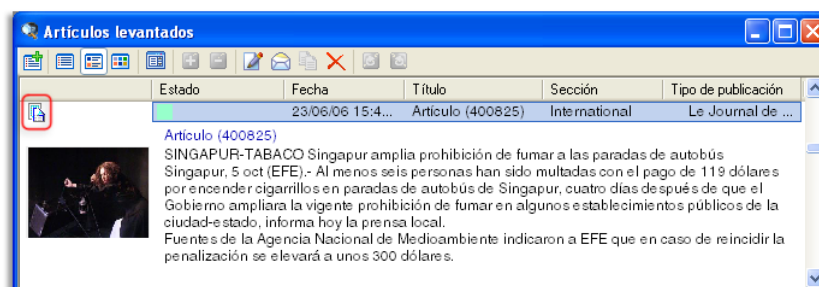 Artículos levantados
Estado Fecha Título Sección Tipo de publicación
23/06/06 15:4... Artículo (400825) International Le Journal de ...
Artículo (400825)
SINGAPUR-TABACO Singapur amplia prohibición de fumar a las paradas de autobús
Singapur, 5 oct (EFE).- Al menos seis personas han sido multadas con el pago de 119 dólares
por encender cigarrillos en paradas de autobús de Singapur, cuatro días después de que el
Gobierno ampliara la vigente prohibición de fumar en algunos establecimientos públicos de la
ciudad-estado, informa hoy la prensa local.
Fuentes de la Agencia Nacional de Medioambiente indicaron a EFE que en caso de reincidir la
penalización se elevará a unos 300 dólares.